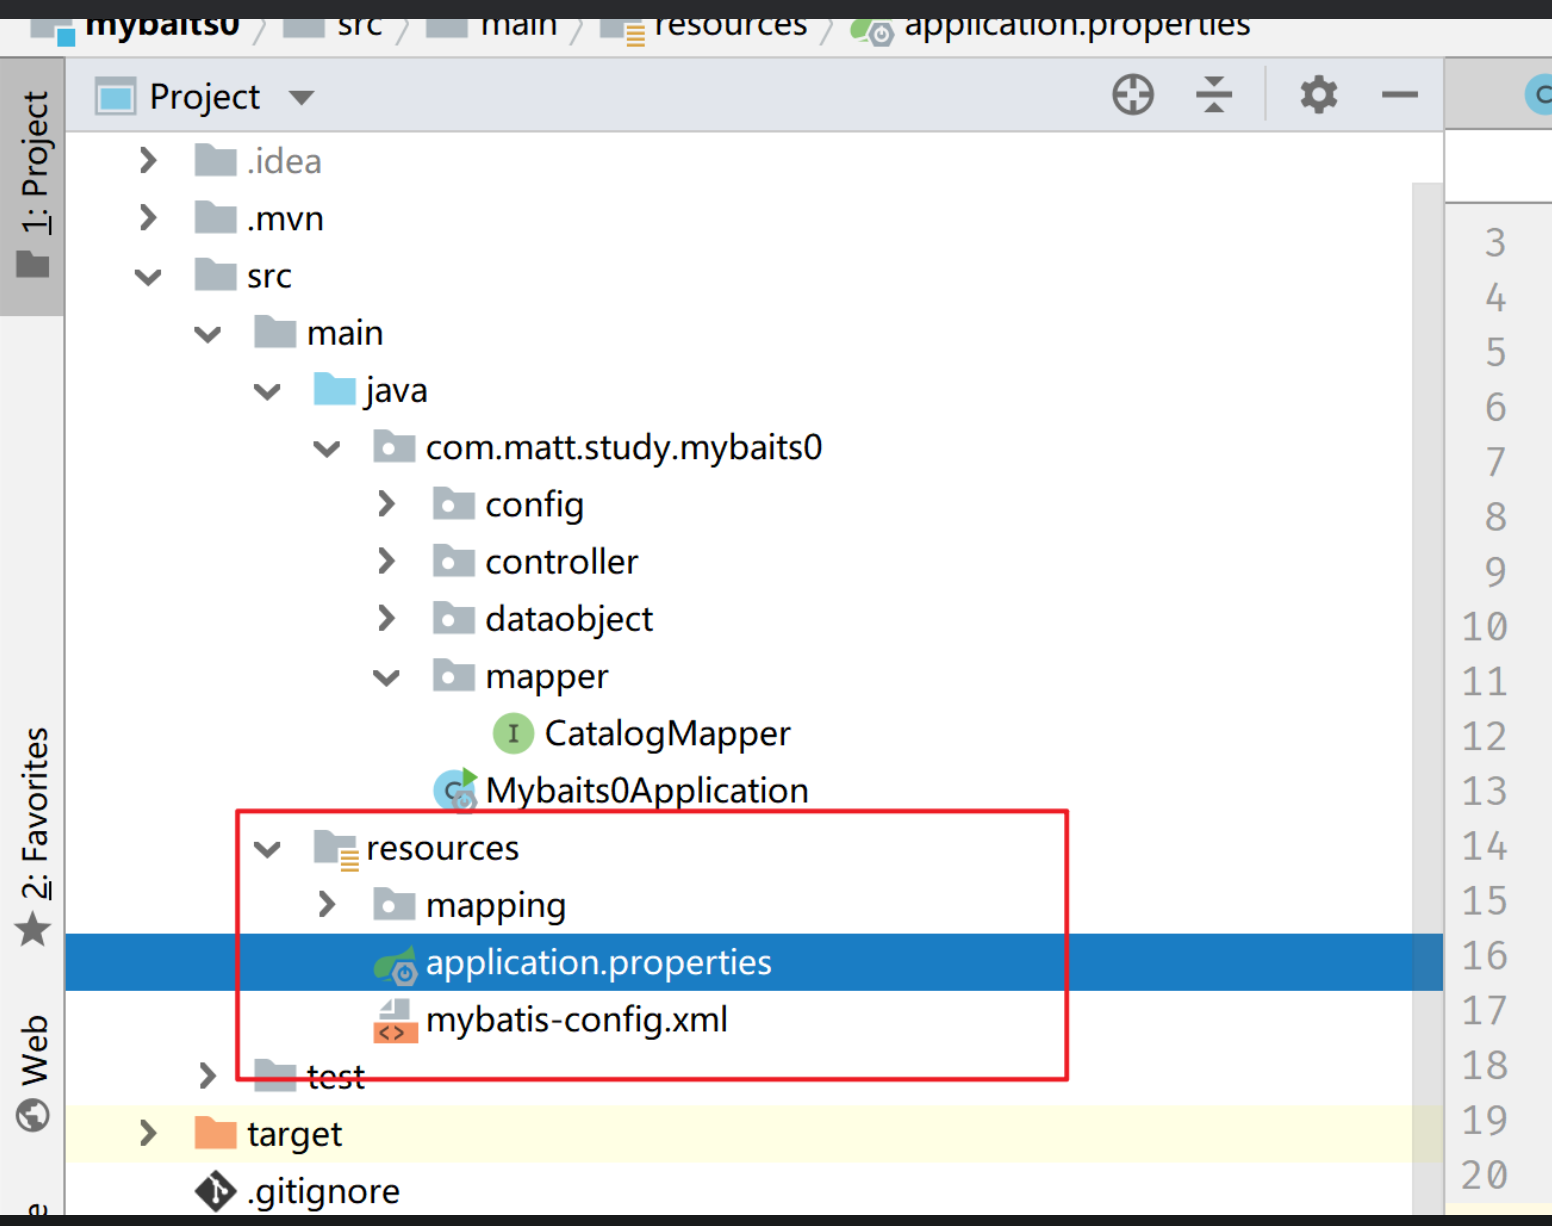 mybaits0 src main resources application.properties
1: Project
Project
.idea
.mvn
src
main
java
com.matt.study.mybaits0
config
controller
dataobject
mapper
I CatalogMapper
C Mybaits0Application
resources
mapping
application.properties
<> mybatis-config.xml
test
target
.gitignore
2: Favorites
Web
e
C
3
4
5
6
7
8
9
10
11
12
13
14
15
16
17
18
19
20